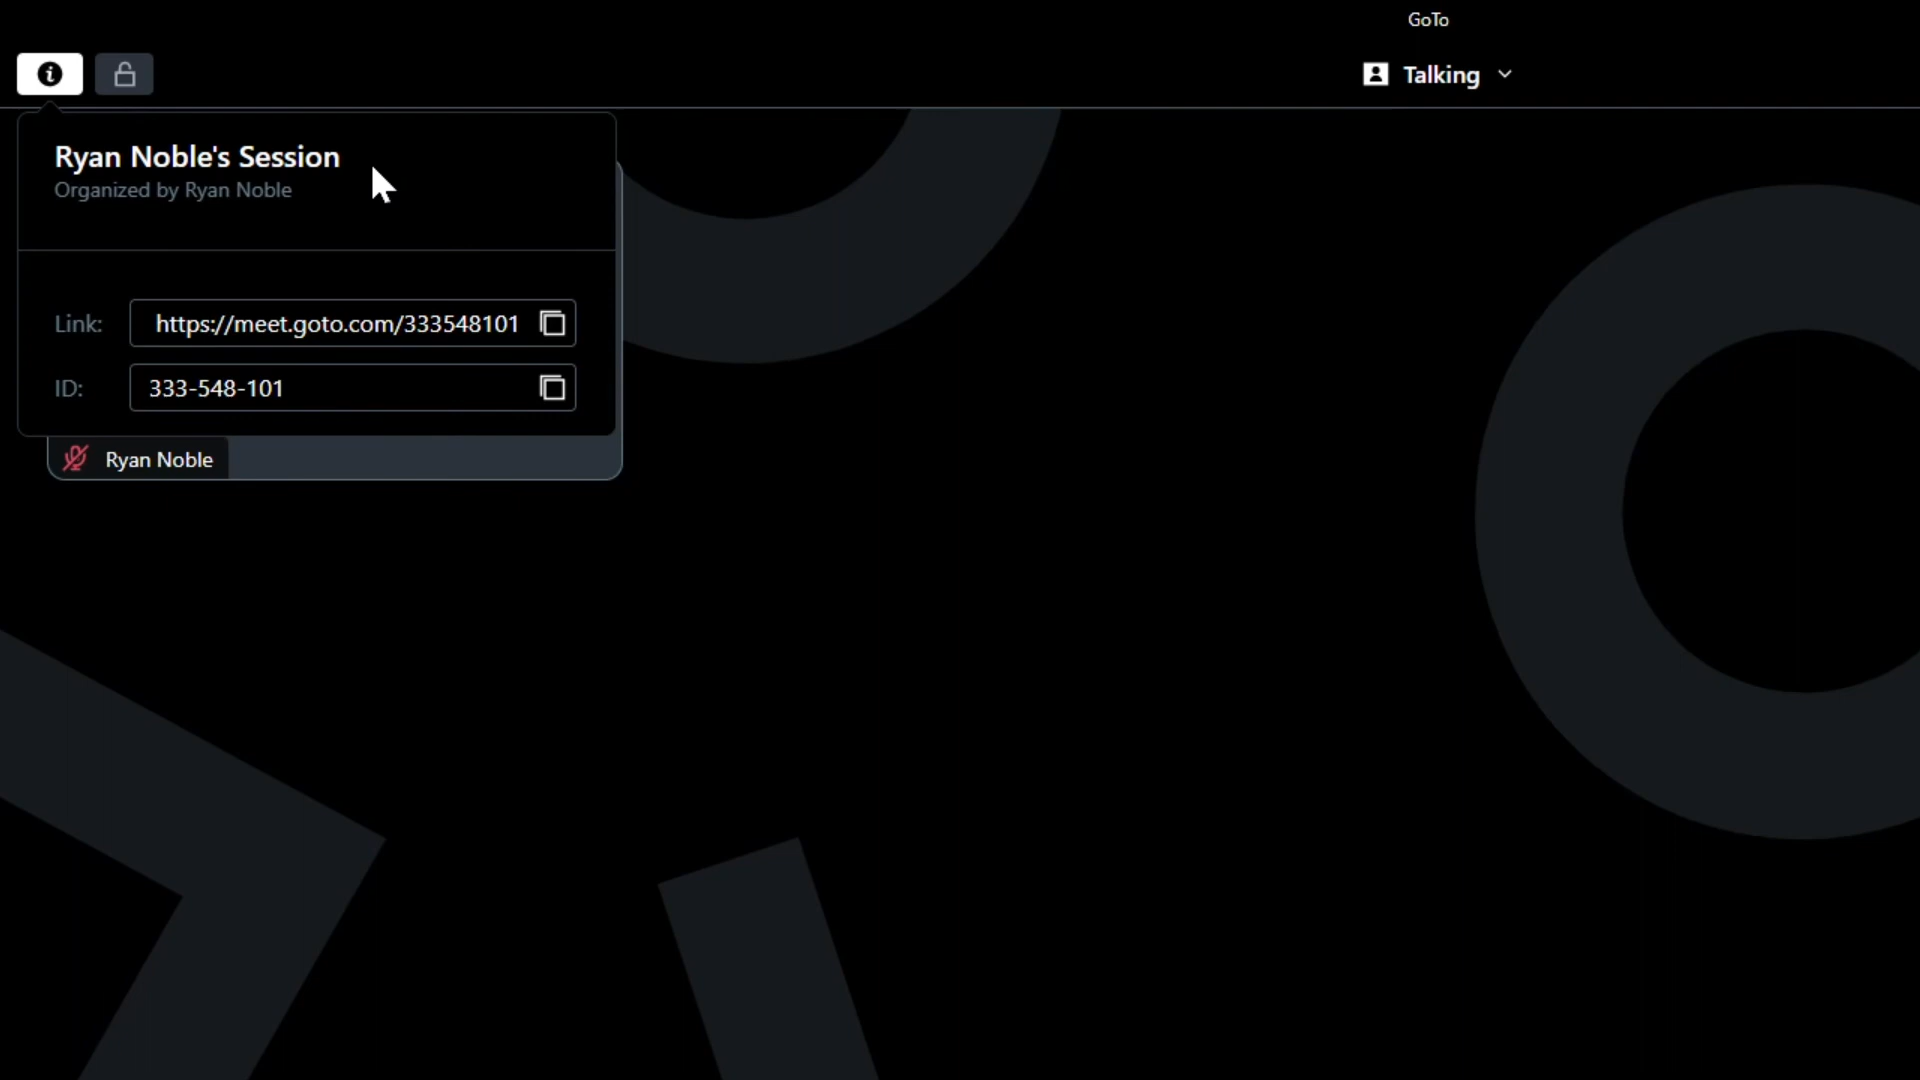 GoTo
Talking
Ryan Noble's Session
Organized by Ryan Noble
Link: https://meet.goto.com/333548101
ID: 333-548-101
Ryan Noble